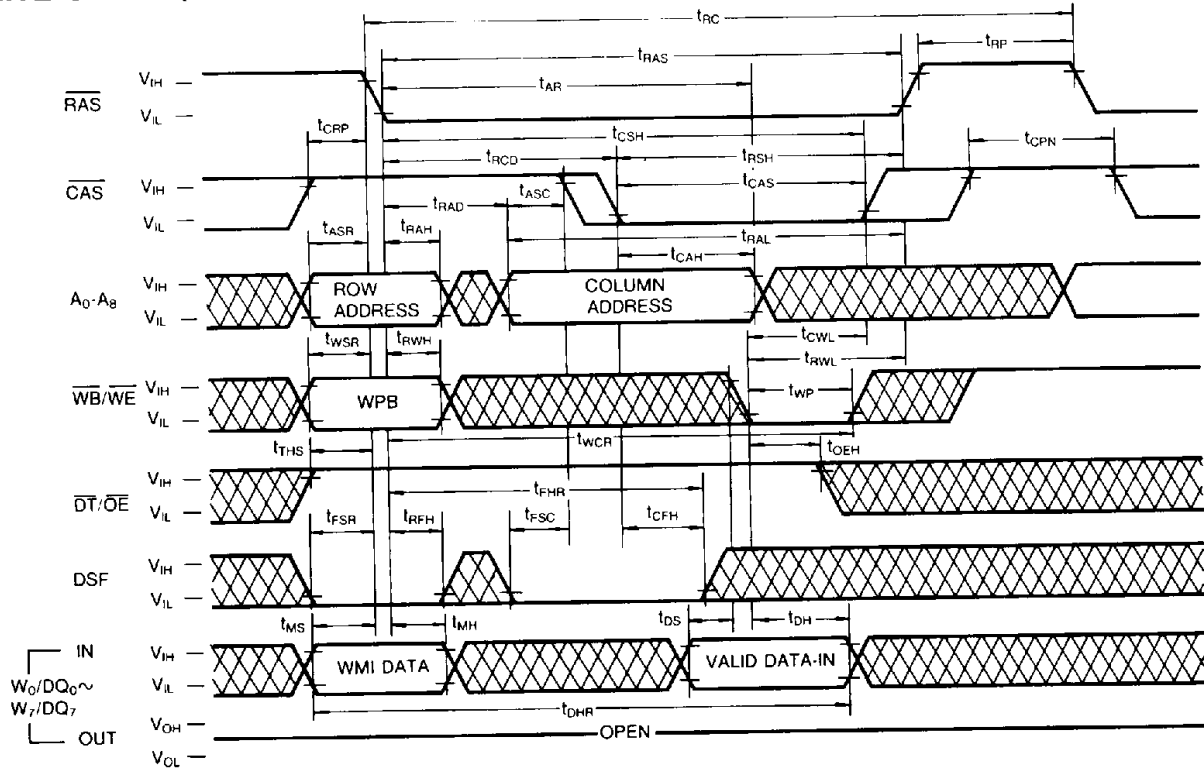 tRC
tRP
tRAS
tAR
RAS
VIH
VIL
tCRP
tCSH
tRCD
tRSH
tCPN
CAS
VIH
VIL
tASC
tCAS
tRAD
tASR
tRAH
tRAL
tCAH
A0-A8
VIH
VIL
ROW ADDRESS
COLUMN ADDRESS
tCWL
tWSR
tRWH
tRWL
WB/WE
VIH
VIL
WPB
tWP
tTHS
tWCR
tOEH
DT/OE
VIH
VIL
tFHR
tFSR
tRFH
tFSC
tCFH
DSF
VIH
VIL
tMS
tMH
tDS
tDH
IN
VIH
VIL
WMI DATA
VALID DATA-IN
W0/DQ0~
W7/DQ7
tDHR
OUT
VOH
VOL
OPEN